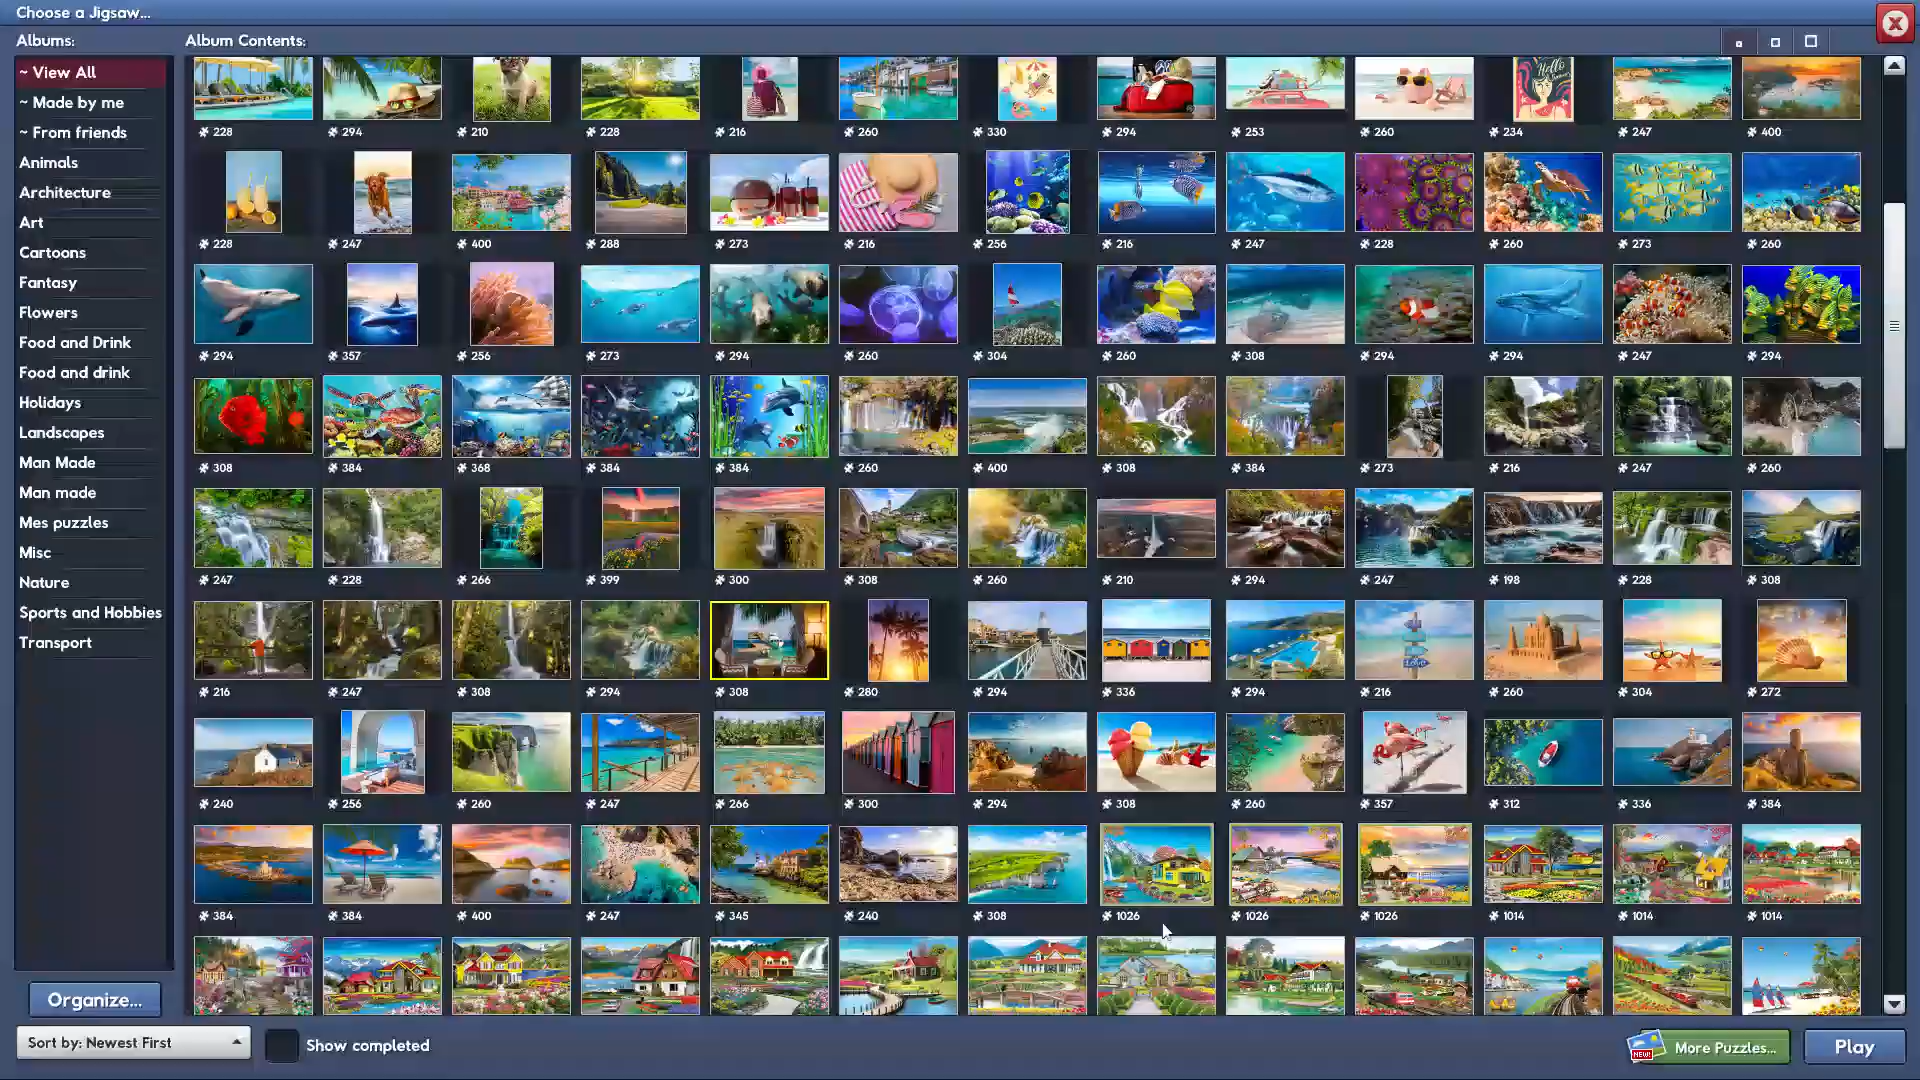 Choose a Jigsaw...
Albums:
Album Contents:
~ View All
~ Made by me
~ From friends
Animals
Architecture
Art
Cartoons
Fantasy
Flowers
Food and Drink
Food and drink
Holidays
Landscapes
Man Made
Man made
Mes puzzles
Misc
Nature
Sports and Hobbies
Transport
Hello
228 294 210 228 216 260 330 294 253 260 234 247 400
228 247 400 288 273 216 256 216 247 228 260 273 260
294 357 256 273 294 260 304 260 308 294 294 247 294
308 384 368 384 384 260 400 308 384 273 216 247 260
247 228 266 399 300 308 260 210 294 247 198 228 308
216 247 308 294 308 280 294 336 294 216 260 304 272
240 256 260 247 266 300 294 308 260 357 312 336 384
384 384 400 247 345 240 308 1026 1026 1026 1014 1014 1014
Organize...
Sort by: Newest First
Show completed
NEW!
More Puzzles...
Play